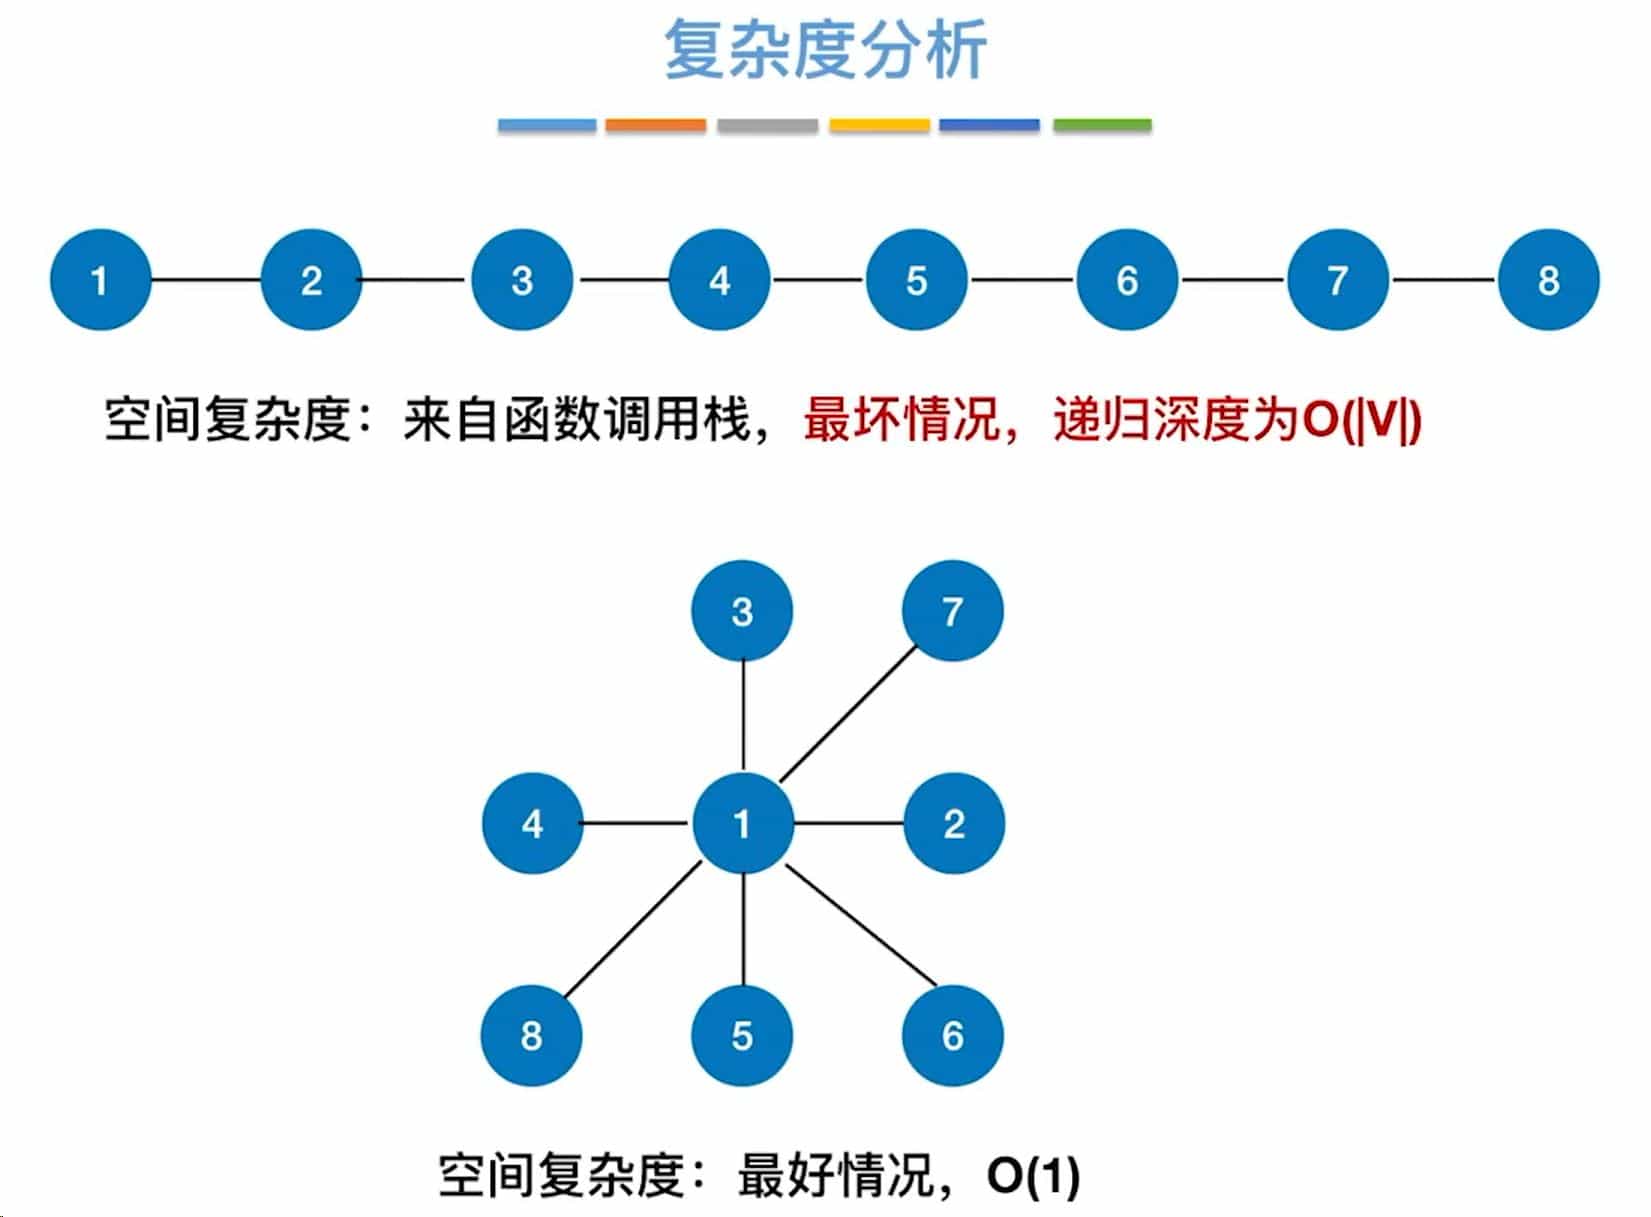 复杂度分析
1 2 3 4 5 6 7 8
空间复杂度：来自函数调用栈，最坏情况，递归深度为O(|V|)
3 7
4 1 2
8 5 6
空间复杂度：最好情况，O(1)